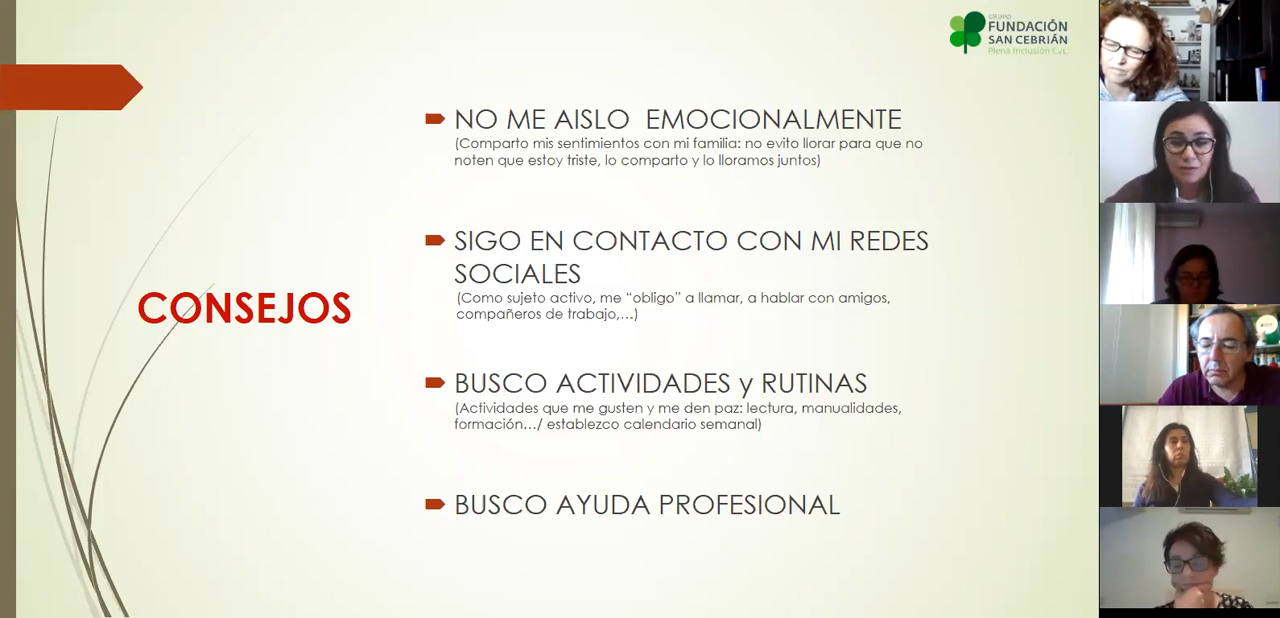 GRUPO
FUNDACIÓN
SAN CEBRIÁN
Plena Inclusión CyL
CONSEJOS
NO ME AISLO EMOCIONALMENTE
(Comparto mis sentimientos con mi familia: no evito llorar para que no
noten que estoy triste, lo comparto y lo lloramos juntos)
SIGO EN CONTACTO CON MI REDES
SOCIALES
(Como sujeto activo, me “obligo” a llamar, a hablar con amigos,
compañeros de trabajo,…)
BUSCO ACTIVIDADES y RUTINAS
(Actividades que me gusten y me den paz: lectura, manualidades,
formación…/ establezco calendario semanal)
BUSCO AYUDA PROFESIONAL